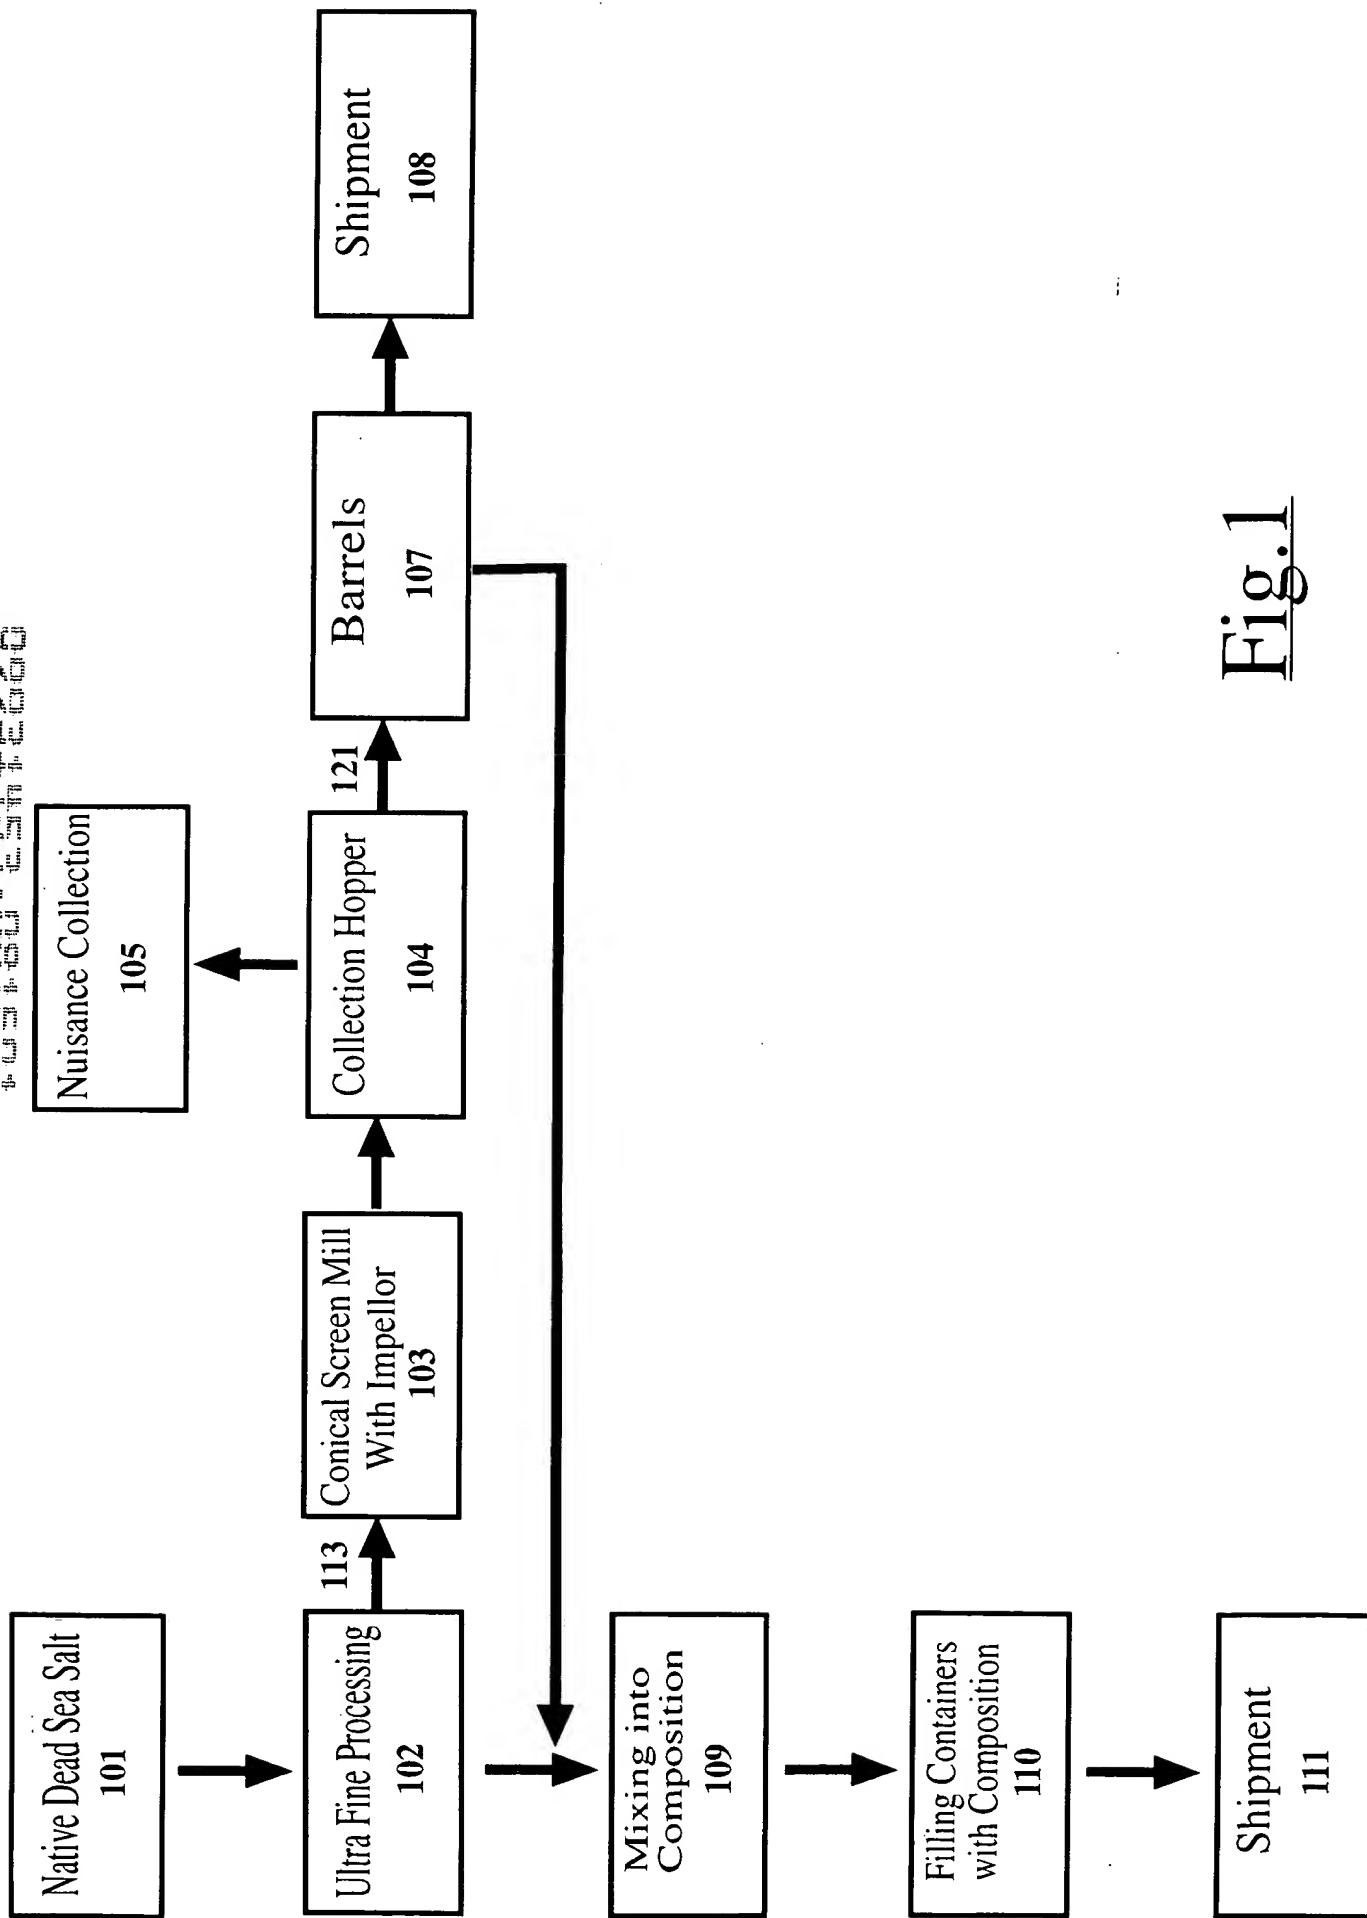 Native Dead Sea Salt
101
Ultra Fine Processing
102
113
Conical Screen Mill
With Impellor
103
Collection Hopper
104
Nuisance Collection
105
121
Barrels
107
Shipment
108
Mixing into
Composition
109
Filling Containers
with Composition
110
Shipment
111
Fig.1